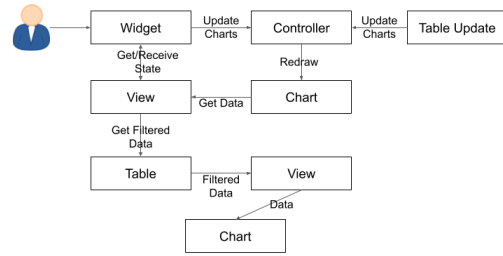 Widget
Update
Charts
Controller
Update
Charts
Table Update
Get/Receive
State
Redraw
View
Get Data
Chart
Get Filtered
Data
Table
Filtered
Data
View
Data
Chart